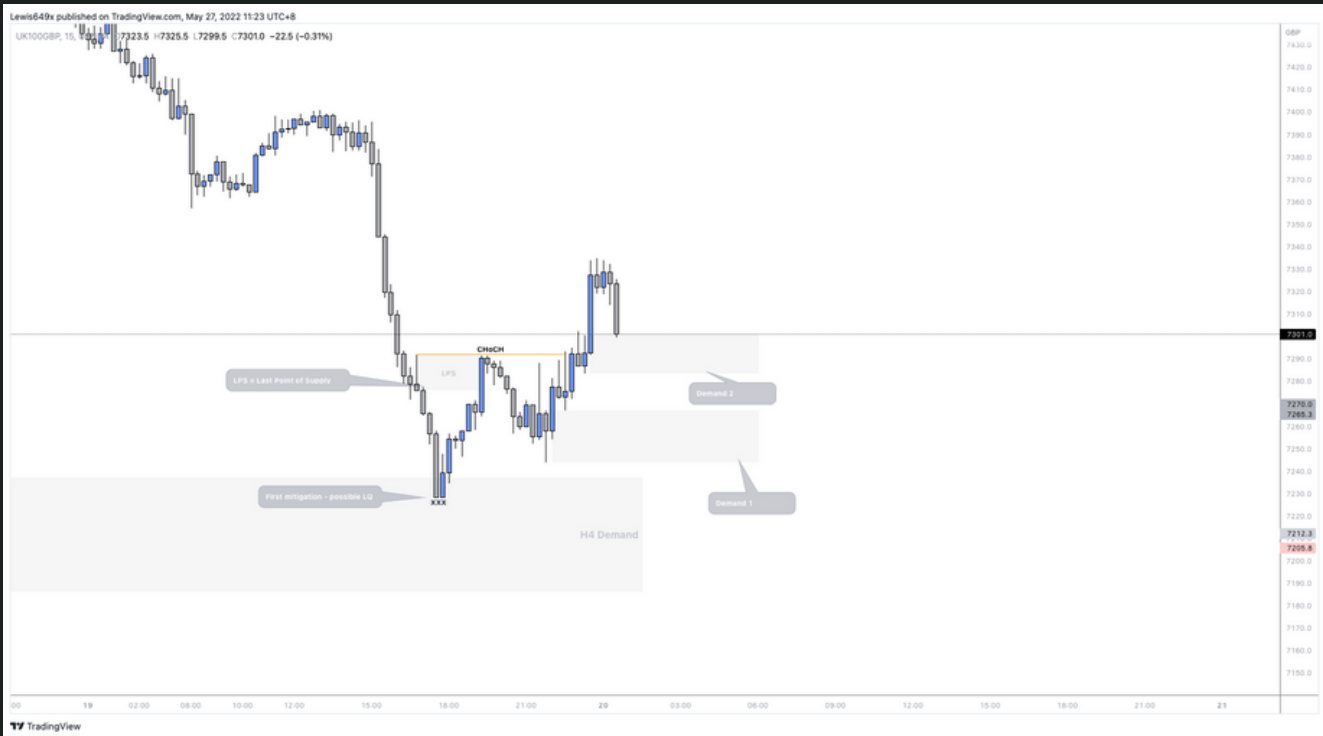 Lewis649x published on TradingView.com, May 27, 2022 11:23 UTC+8
UK100GBP, 15, 7323.5 H7325.5 L7299.5 C7301.0 −22.5 (−0.31%)
GBP
7430.0
7420.0
7410.0
7400.0
7390.0
7380.0
7370.0
7360.0
7350.0
7340.0
7330.0
7320.0
7310.0
7301.0
7290.0
7280.0
7270.0
7265.3
7260.0
7250.0
7240.0
7230.0
7220.0
7212.3
7205.8
7200.0
7190.0
7180.0
7170.0
7160.0
7150.0
CHoCH
LPS
LPS = Last Point of Supply
Demand 2
First mitigation - possible LQ
XXX
Demand 1
H4 Demand
:00 19 02:00 08:00 10:00 12:00 15:00 18:00 21:00 20 03:00 06:00 09:00 12:00 15:00 18:00 21:00 21
TradingView